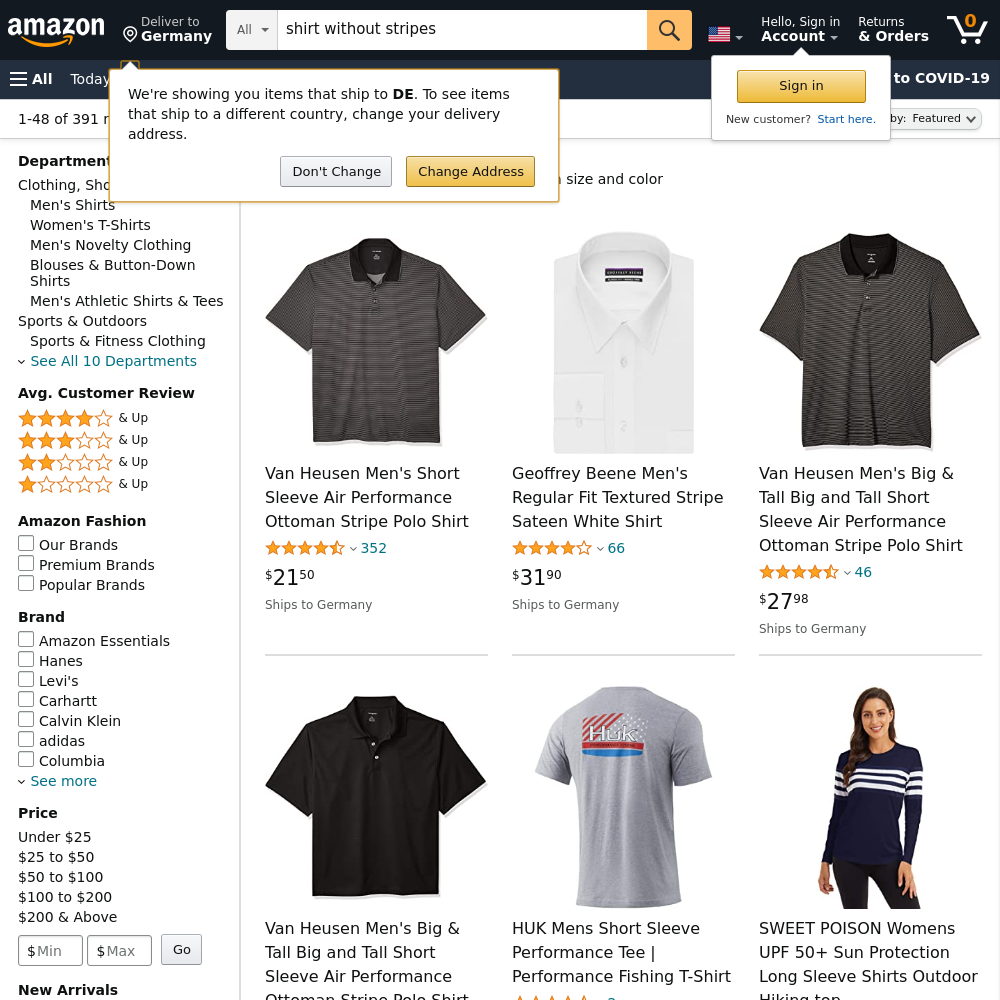 amazon
Deliver to
Germany
All
shirt without stripes
Hello, Sign in
Account
Returns
& Orders
0
All
Today
to COVID-19
We're showing you items that ship to DE. To see items
that ship to a different country, change your delivery
address.
Don't Change
Change Address
Sign in
New customer? Start here.
1-48 of 391
by: Featured
size and color
Department
Clothing, Sho
Men's Shirts
Women's T-Shirts
Men's Novelty Clothing
Blouses & Button-Down
Shirts
Men's Athletic Shirts & Tees
Sports & Outdoors
Sports & Fitness Clothing
See All 10 Departments
Avg. Customer Review
& Up
& Up
& Up
& Up
Amazon Fashion
Our Brands
Premium Brands
Popular Brands
Brand
Amazon Essentials
Hanes
Levi's
Carhartt
Calvin Klein
adidas
Columbia
See more
Price
Under $25
$25 to $50
$50 to $100
$100 to $200
$200 & Above
$ Min
$ Max
Go
New Arrivals
Van Heusen Men's Short
Sleeve Air Performance
Ottoman Stripe Polo Shirt
352
$21 50
Ships to Germany
GEOFFREY BEENE
Geoffrey Beene Men's
Regular Fit Textured Stripe
Sateen White Shirt
66
$31 90
Ships to Germany
Van Heusen Men's Big &
Tall Big and Tall Short
Sleeve Air Performance
Ottoman Stripe Polo Shirt
46
$27 98
Ships to Germany
Van Heusen Men's Big &
Tall Big and Tall Short
Sleeve Air Performance
Ottoman Stripe Polo Shirt
Huk
HUK Mens Short Sleeve
Performance Tee |
Performance Fishing T-Shirt
SWEET POISON Womens
UPF 50+ Sun Protection
Long Sleeve Shirts Outdoor
Hiking top